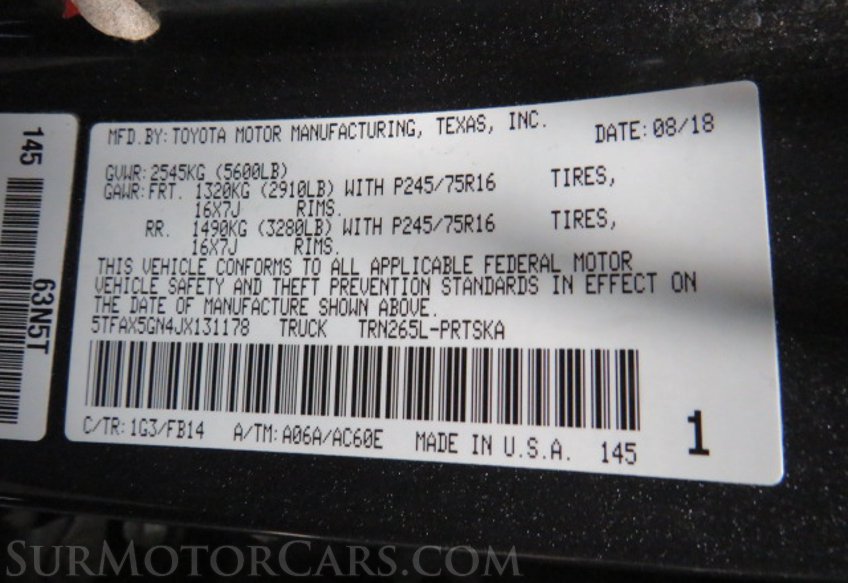 145
63N5T
MFD.BY: TOYOTA MOTOR MANUFACTURING, TEXAS, INC. DATE: 08/18
GVWR: 2545KG (5600LB)
GAWR: FRT. 1320KG (2910LB) WITH P245/75R16 TIRES,
16X7J RIMS.
RR. 1490KG (3280LB) WITH P245/75R16 TIRES,
16X7J RIMS.
THIS VEHICLE CONFORMS TO ALL APPLICABLE FEDERAL MOTOR
VEHICLE SAFETY AND THEFT PREVENTION STANDARDS IN EFFECT ON
THE DATE OF MANUFACTURE SHOWN ABOVE.
5TFAX5GN4JX131178 TRUCK TRN265L-PRTSKA
C/TR: 1G3/FB14 A/TM: A06A/AC60E MADE IN U.S.A. 145 1
SURMOTORCARS.COM